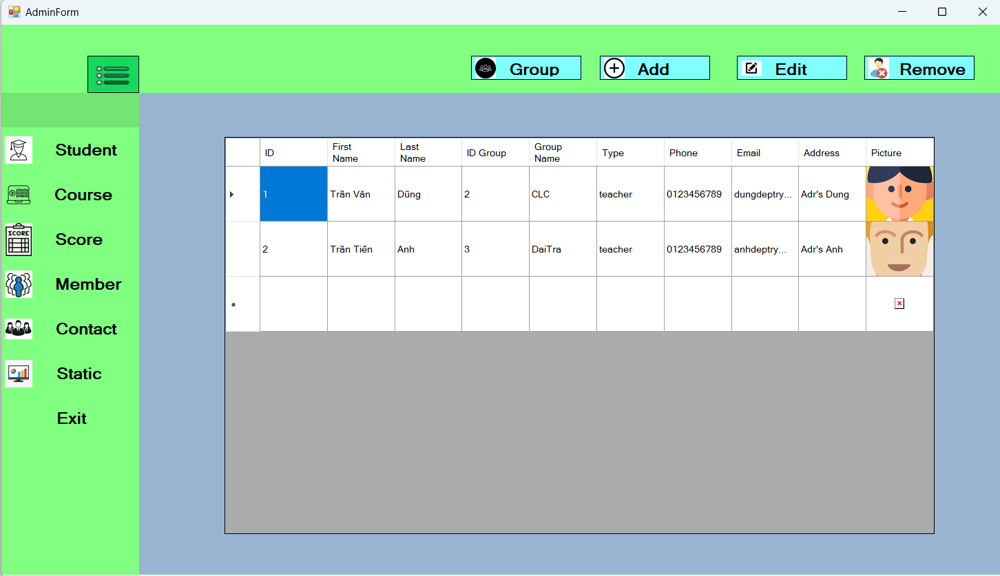 AdminForm
Group Add Edit Remove
Student
Course
SCORE
Score
Member
Contact
Static
Exit
ID First Name Last Name ID Group Group Name Type Phone Email Address Picture
1 Trần Văn Dũng 2 CLC teacher 0123456789 dungdeptry... Adr's Dung
2 Trần Tiến Anh 3 DaiTra teacher 0123456789 anhdeptry... Adr's Anh